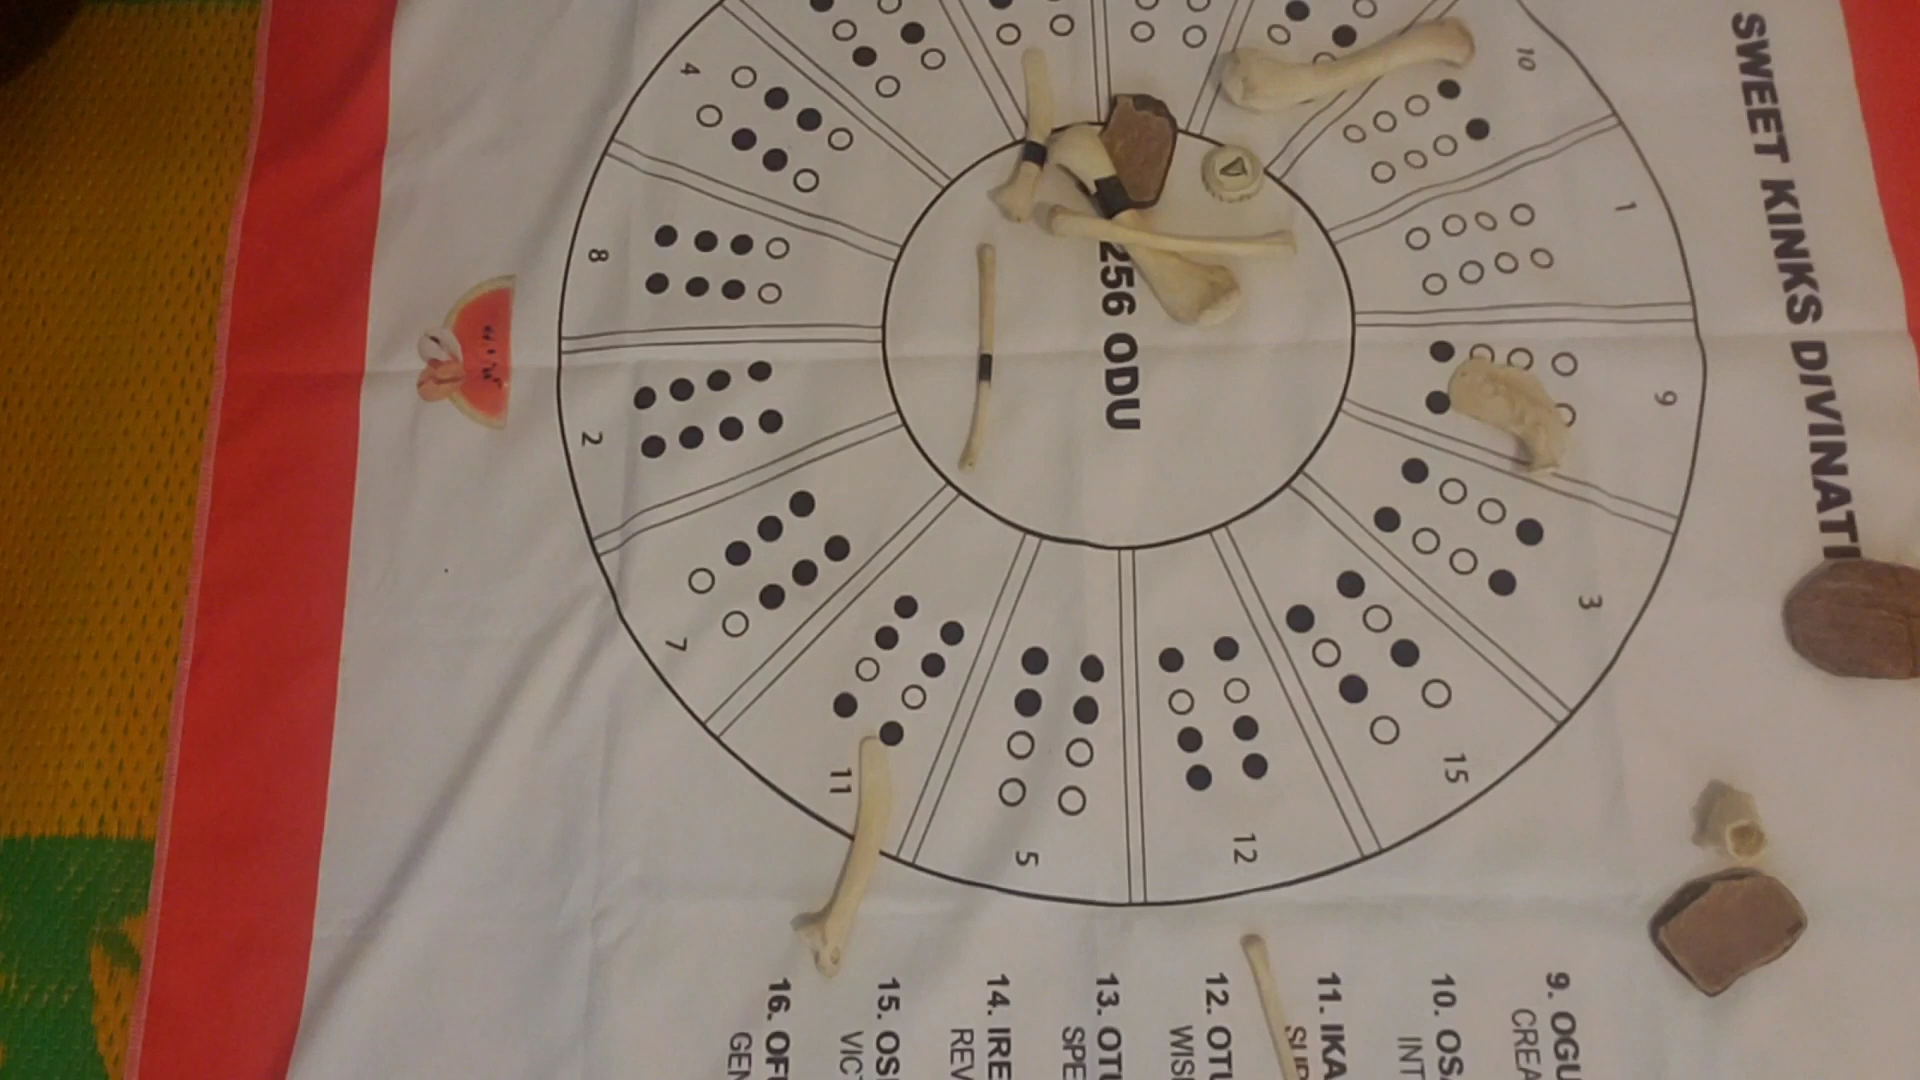 SWEET KINKS DIVINATI
256 ODU
10
1
9
3
15
12
5
11
7
2
8
4
9. OGU
CREA
10. OSA
INT
11. IKA
12. OTU
WIS
13. OTU
SPE
14. IRE
REV
15. OS
VIC
16. OF
GEN